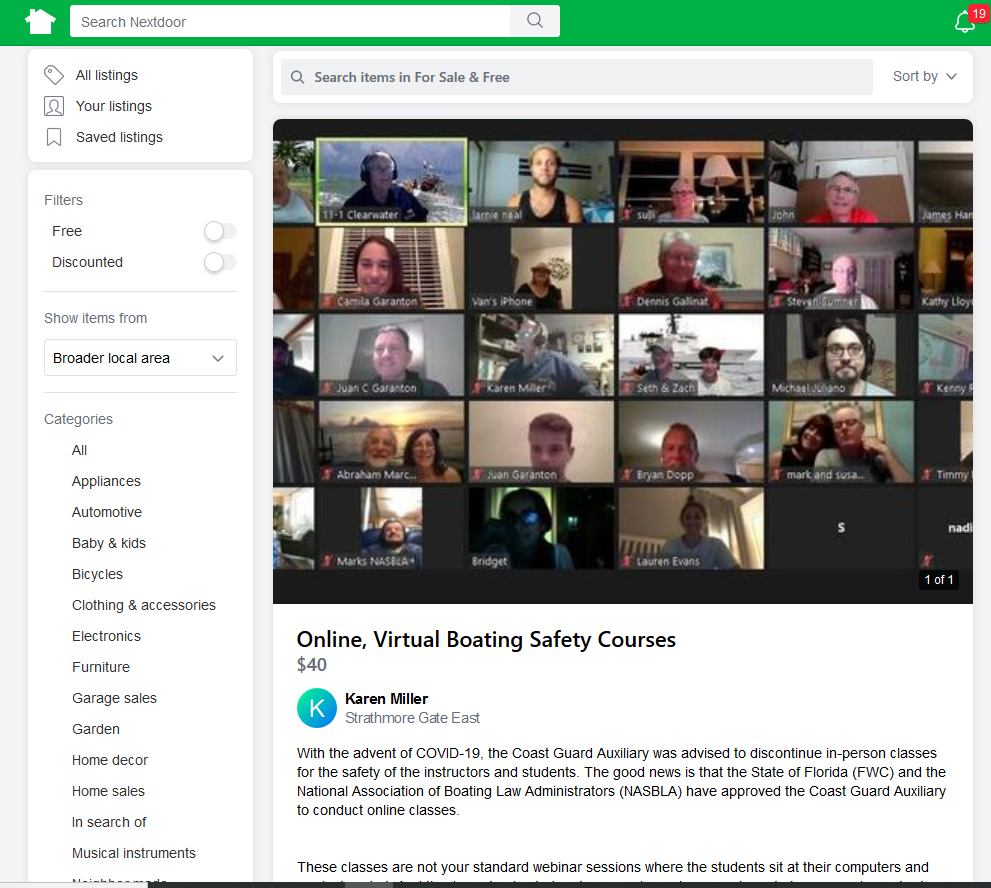 Search Nextdoor
19
All listings
Your listings
Saved listings
Filters
Free
Discounted
Show items from
Broader local area
Categories
All
Appliances
Automotive
Baby & kids
Bicycles
Clothing & accessories
Electronics
Furniture
Garage sales
Garden
Home decor
Home sales
In search of
Musical instruments
Search items in For Sale & Free
Sort by
11-1 Clearwater
larnie neal
suJi
John
James Har
Camila Garanton
Van's iPhone
Dennis Gallinat
Steven Sumner
Kathy Lloy
Juan C Garanton
Karen Miller
Seth & Zach
Michael Juliano
Kenny
Abraham Marc...
Juan Garanton
Bryan Dopp
mark and susa...
Timmy
Marks NASBLA
Bridget
Lauren Evans
S
nadi
1 of 1
Online, Virtual Boating Safety Courses
$40
K
Karen Miller
Strathmore Gate East
With the advent of COVID-19, the Coast Guard Auxiliary was advised to discontinue in-person classes
for the safety of the instructors and students. The good news is that the State of Florida (FWC) and the
National Association of Boating Law Administrators (NASBLA) have approved the Coast Guard Auxiliary
to conduct online classes.
These classes are not your standard webinar sessions where the students sit at their computers and